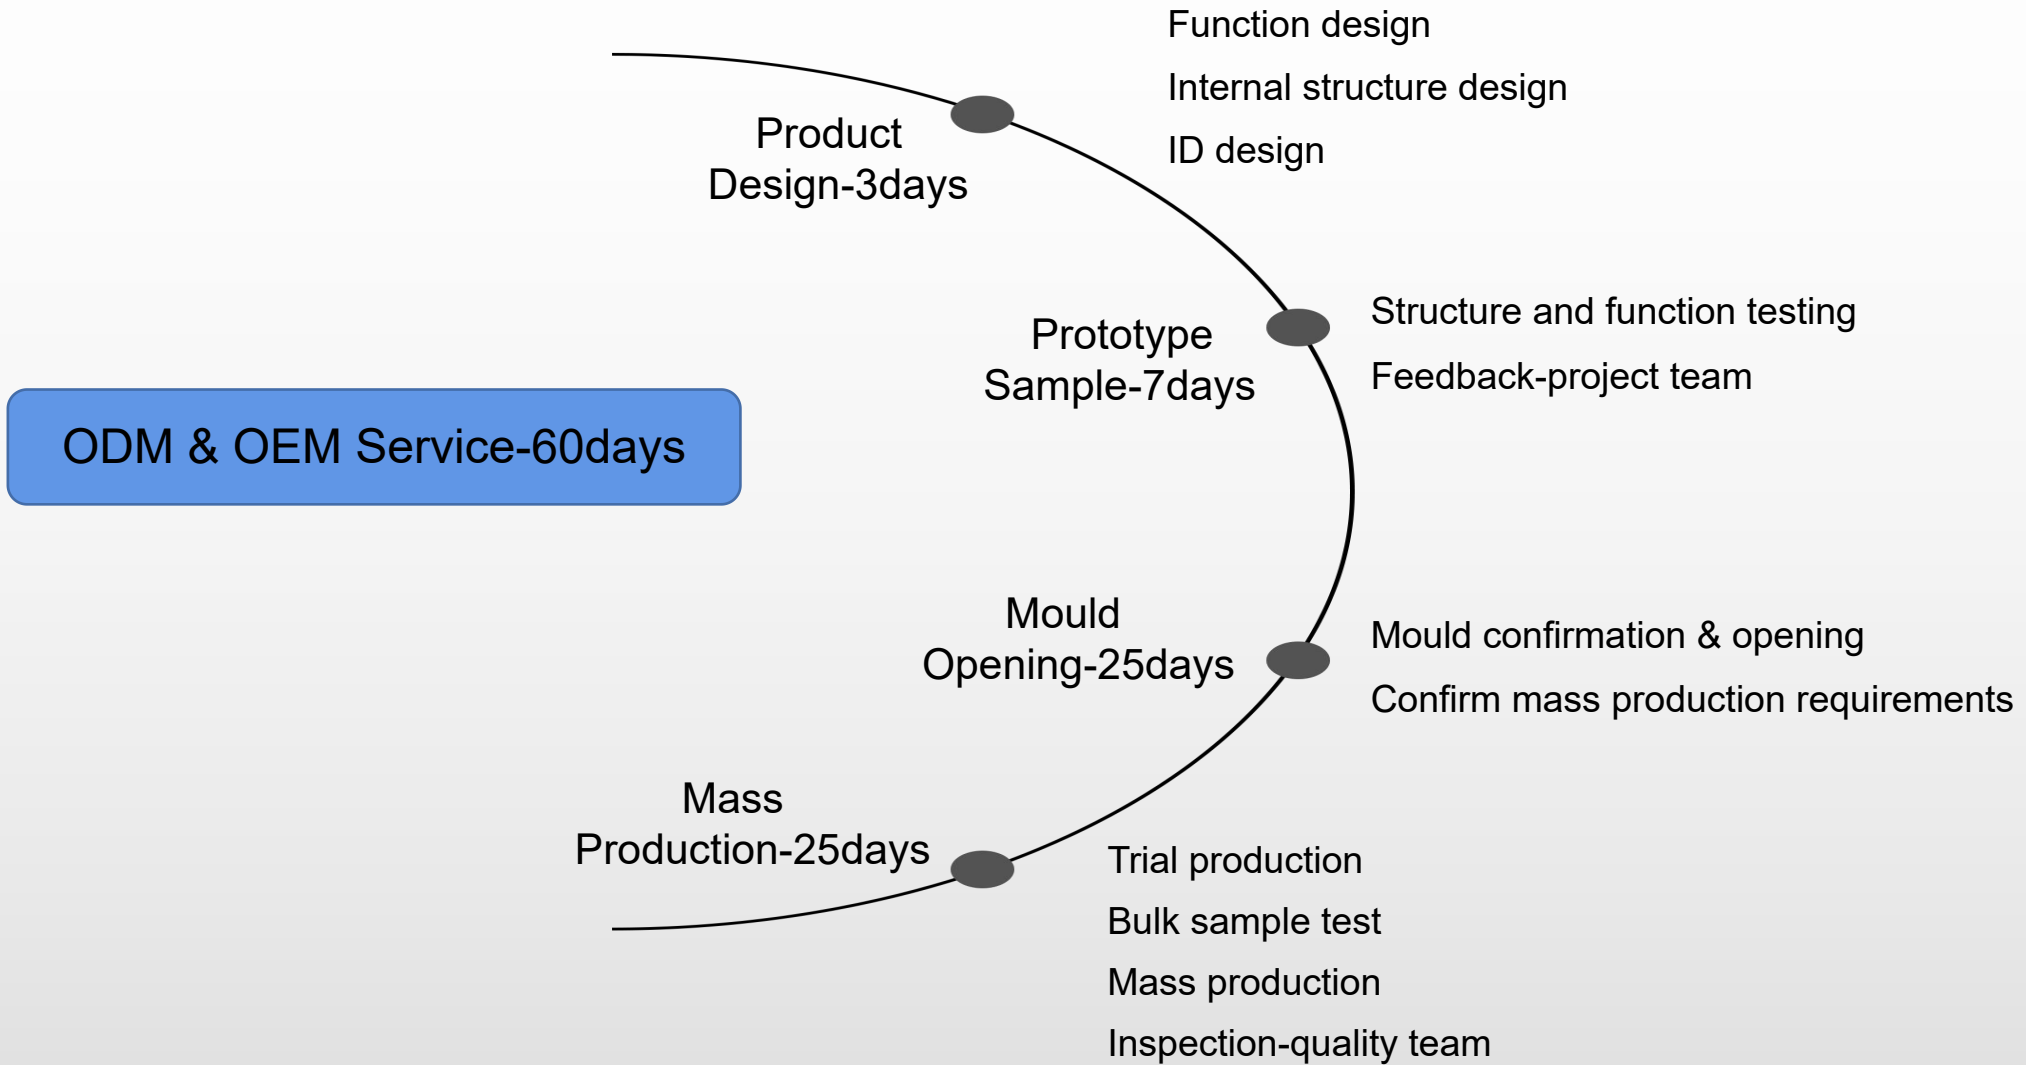 Function design
Internal structure design
ID design
Product
Design-3days
Structure and function testing
Feedback-project team
Prototype
Sample-7days
ODM & OEM Service-60days
Mould
Opening-25days
Mould confirmation & opening
Confirm mass production requirements
Mass
Production-25days
Trial production
Bulk sample test
Mass production
Inspection-quality team